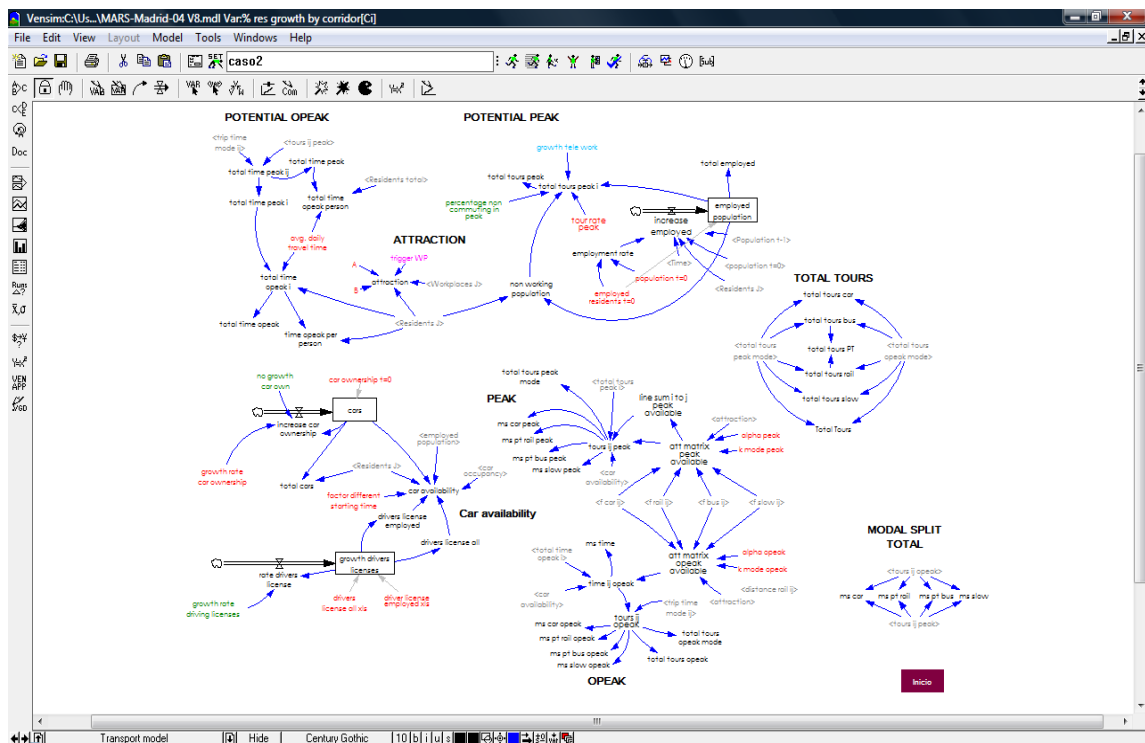 Vensim:C:\Us...\MARS-Madrid-04 V8.mdl Var:% res growth by corridor[Ci]
File Edit View Layout Model Tools Windows Help
SET caso2
Doc
Runs
VEN
APP
POTENTIAL OPEAK
<trip time
mode ij>
<tours ij peak>
total time peak
total time peak ij
<Residents total>
total time peak i
total time
opeak person
avg. daily
travel time
total time
opeak i
total time opeak
time opeak per
person
ATTRACTION
trigger WR
A
attraction
<Workplaces J>
B
<Residents J>
POTENTIAL PEAK
growth tele work
total employed
total tours peak
total tours peak i
percentage non
commuting in
peak
tour rate
peak
employed
population
increase
employed
<Population t-1>
employment rate
<Time>
<population t=0>
population t=0
non working
population
employed
residents t=0
<Residents J>
TOTAL TOURS
total tours car
total tours bus
<total tours
peak mode>
total tours PT
<total tours
opeak mode>
total tours rail
total tours slow
Total Tours
no growth
car own
car ownership t=0
cars
increase car
ownership
<employed
population>
growth rate
car ownership
<Residents J>
<car
occupancy>
total cars
car availability
factor different
starting time
Car availability
drivers license
employed
drivers license all
growth drivers
licenses
rate drivers
license
growth rate
driving licenses
drivers
license all xls
driver license
employed xls
total tours peak
mode
<total tours
peak i>
line sum i to j
peak
available
PEAK
ms car peak
ms pt rail peak
ms pt bus peak
ms slow peak
tours ij peak
<car
availability>
att matrix
peak
available
<attraction>
alpha peak
k mode peak
<f car ij>
<f rail ij>
<f bus ij>
<f slow ij>
<total time
opeak i>
ms time
att matrix
opeak
available
alpha opeak
k mode opeak
time ij opeak
<distance rail ij>
<car
availability>
<attraction>
<trip time
mode ij>
tours ij
opeak
ms car opeak
ms pt rail opeak
ms pt bus opeak
ms slow opeak
total tours
opeak mode
total tours opeak
OPEAK
MODAL SPLIT
TOTAL
<tours ij opeak>
ms car
ms pt rail
ms pt bus
ms slow
<tours ij peak>
Inicio
Transport model Hide Century Gothic 10 b i u s